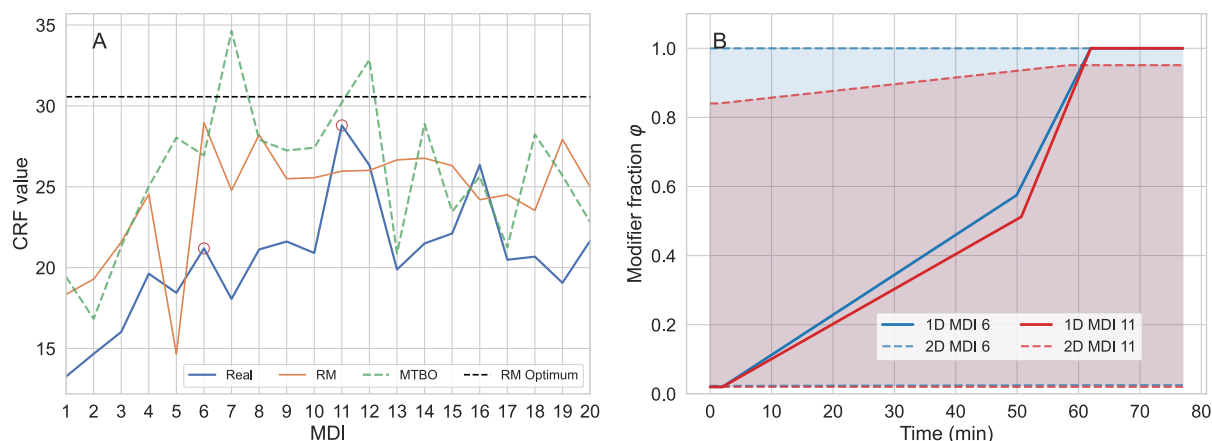 A
CRF value
35
30
25
20
15
Real
RM
MTBO
RM Optimum
1 2 3 4 5 6 7 8 9 10 11 12 13 14 15 16 17 18 19 20
MDI
B
Modifier fraction φ
1.0
0.8
0.6
0.4
0.2
0.0
1D MDI 6
1D MDI 11
2D MDI 6
2D MDI 11
0 10 20 30 40 50 60 70 80
Time (min)